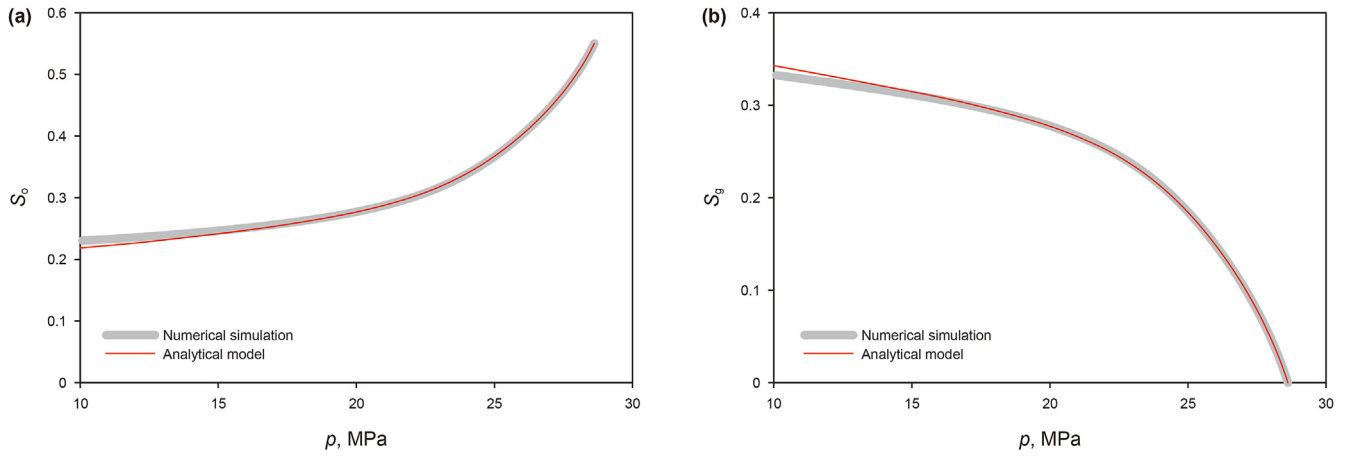 (a)
0.6
0.5
0.4
0.3
0.2
0.1
0
So
Numerical simulation
Analytical model
10 15 20 25 30
p, MPa
(b)
0.4
0.3
0.2
0.1
0
Sg
Numerical simulation
Analytical model
10 15 20 25 30
p, MPa